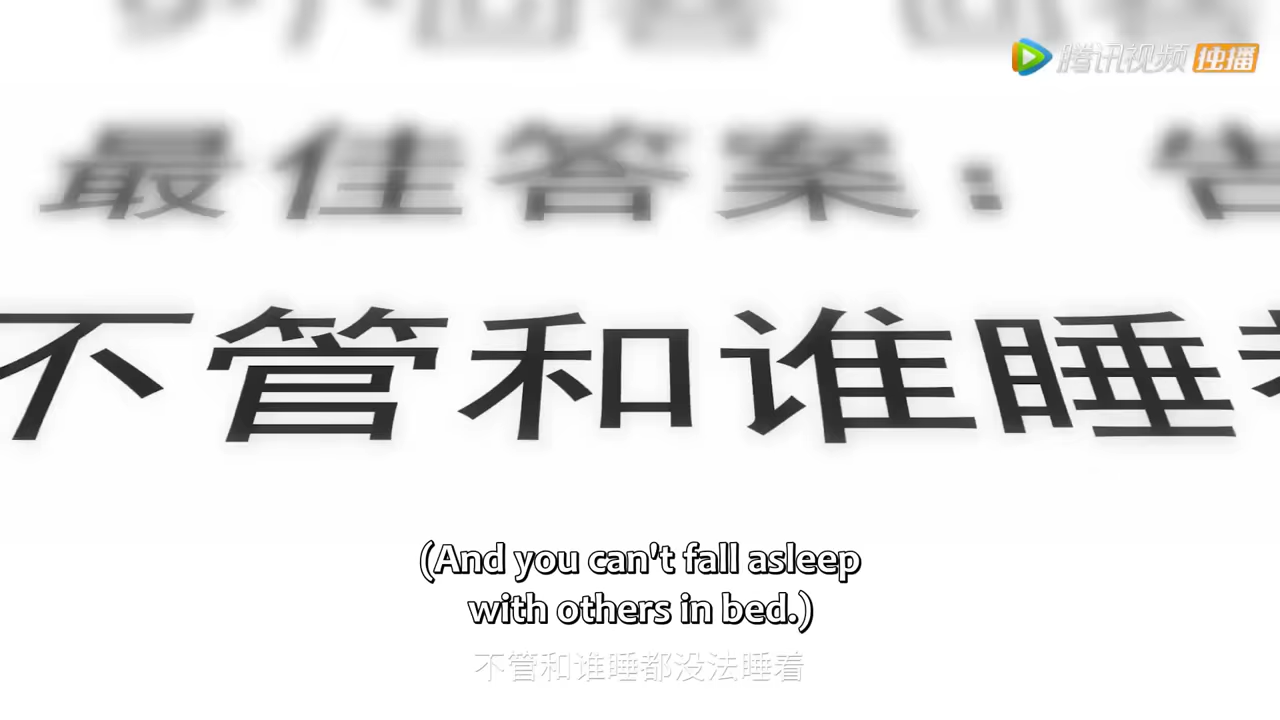 腾讯视频 独播
最佳答案：告
不管和谁睡
(And you can't fall asleep
with others in bed.)
不管和谁睡都没法睡着